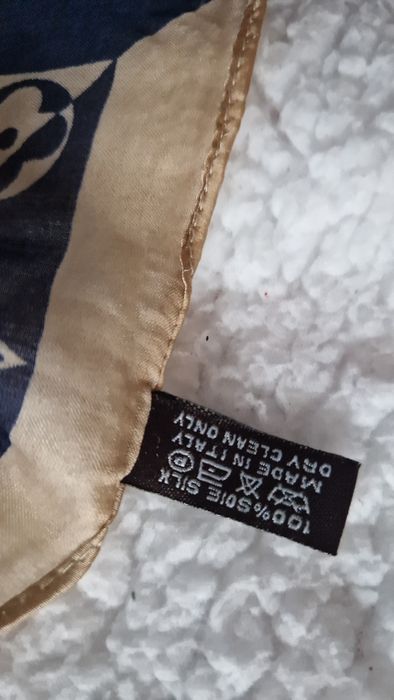 100% SOIE SILK
MADE IN ITALY
DRY CLEAN ONLY